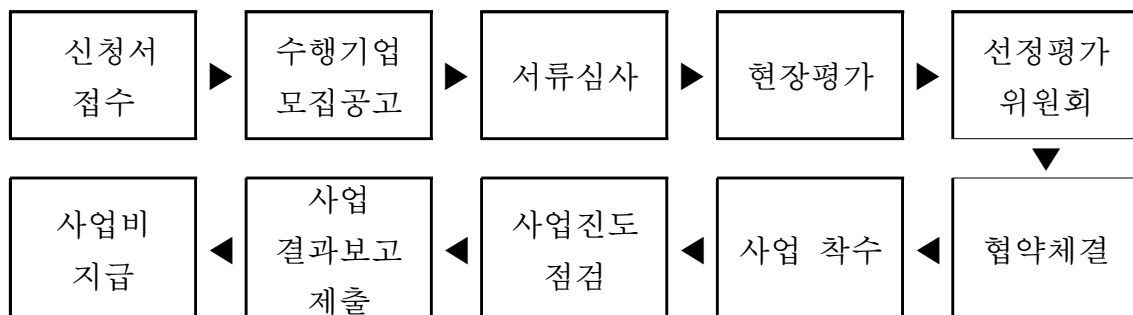 신청서
접수
▶
수행기업
모집공고
▶
서류심사
▶
현장평가
▶
선정평가
위원회
▼
협약체결
◀
사업 착수
◀
사업진도
점검
◀
사업
결과보고
제출
◀
사업비
지급